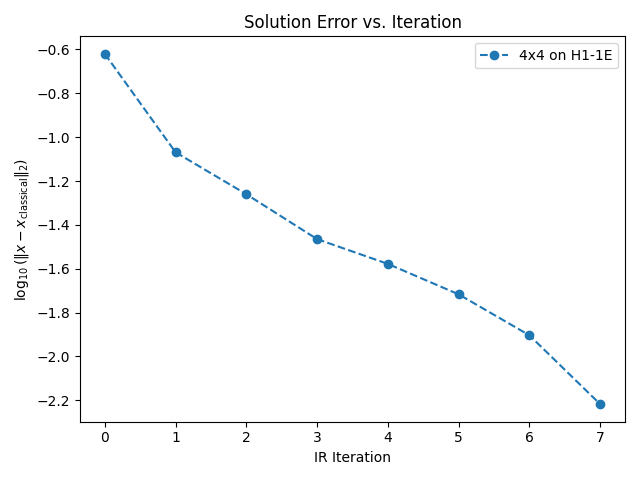 Solution Error vs. Iteration
4x4 on H1-1E
−0.6
−0.8
−1.0
−1.2
−1.4
−1.6
−1.8
−2.0
−2.2
log₁₀(‖x − x_classical‖₂)
0 1 2 3 4 5 6 7
IR Iteration